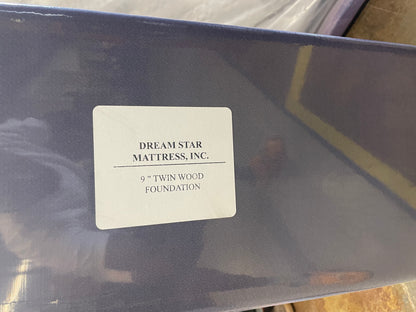 DREAM STAR
MATTRESS, INC.
9 " TWIN WOOD
FOUNDATION